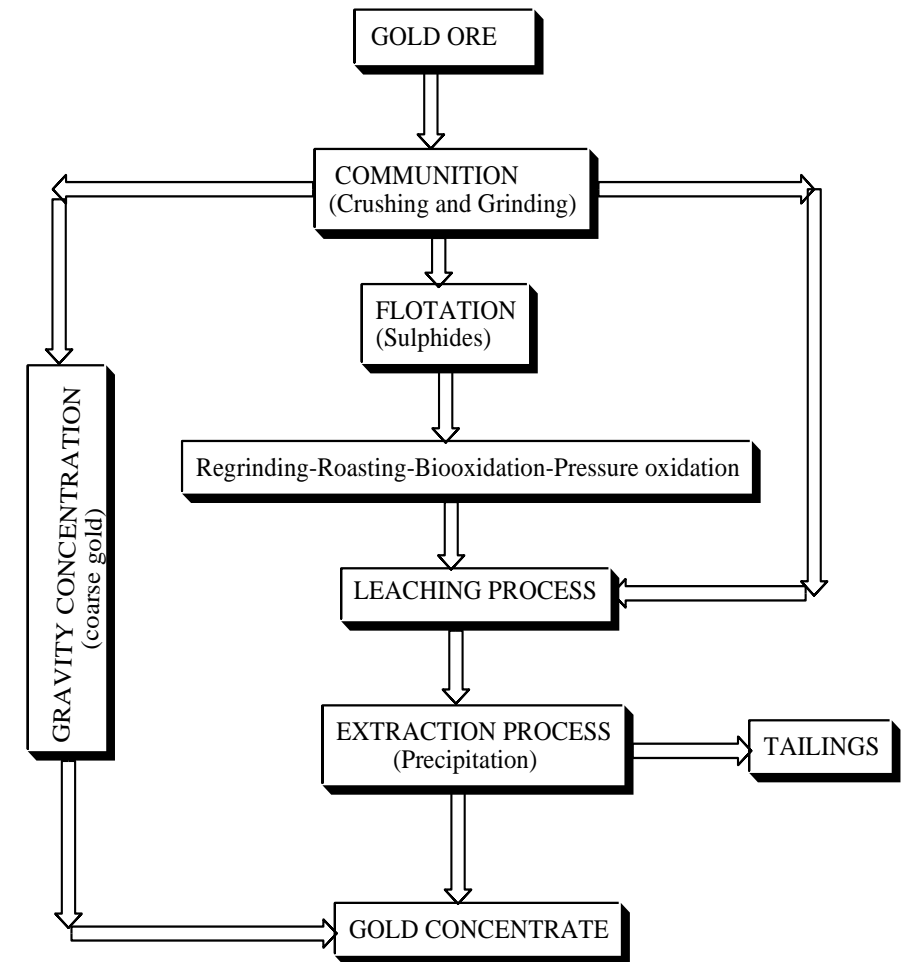 GOLD ORE
COMMUNITION
(Crushing and Grinding)
FLOTATION
(Sulphides)
GRAVITY CONCENTRATION
(coarse gold)
Regrinding-Roasting-Biooxidation-Pressure oxidation
LEACHING PROCESS
EXTRACTION PROCESS
(Precipitation)
TAILINGS
GOLD CONCENTRATE